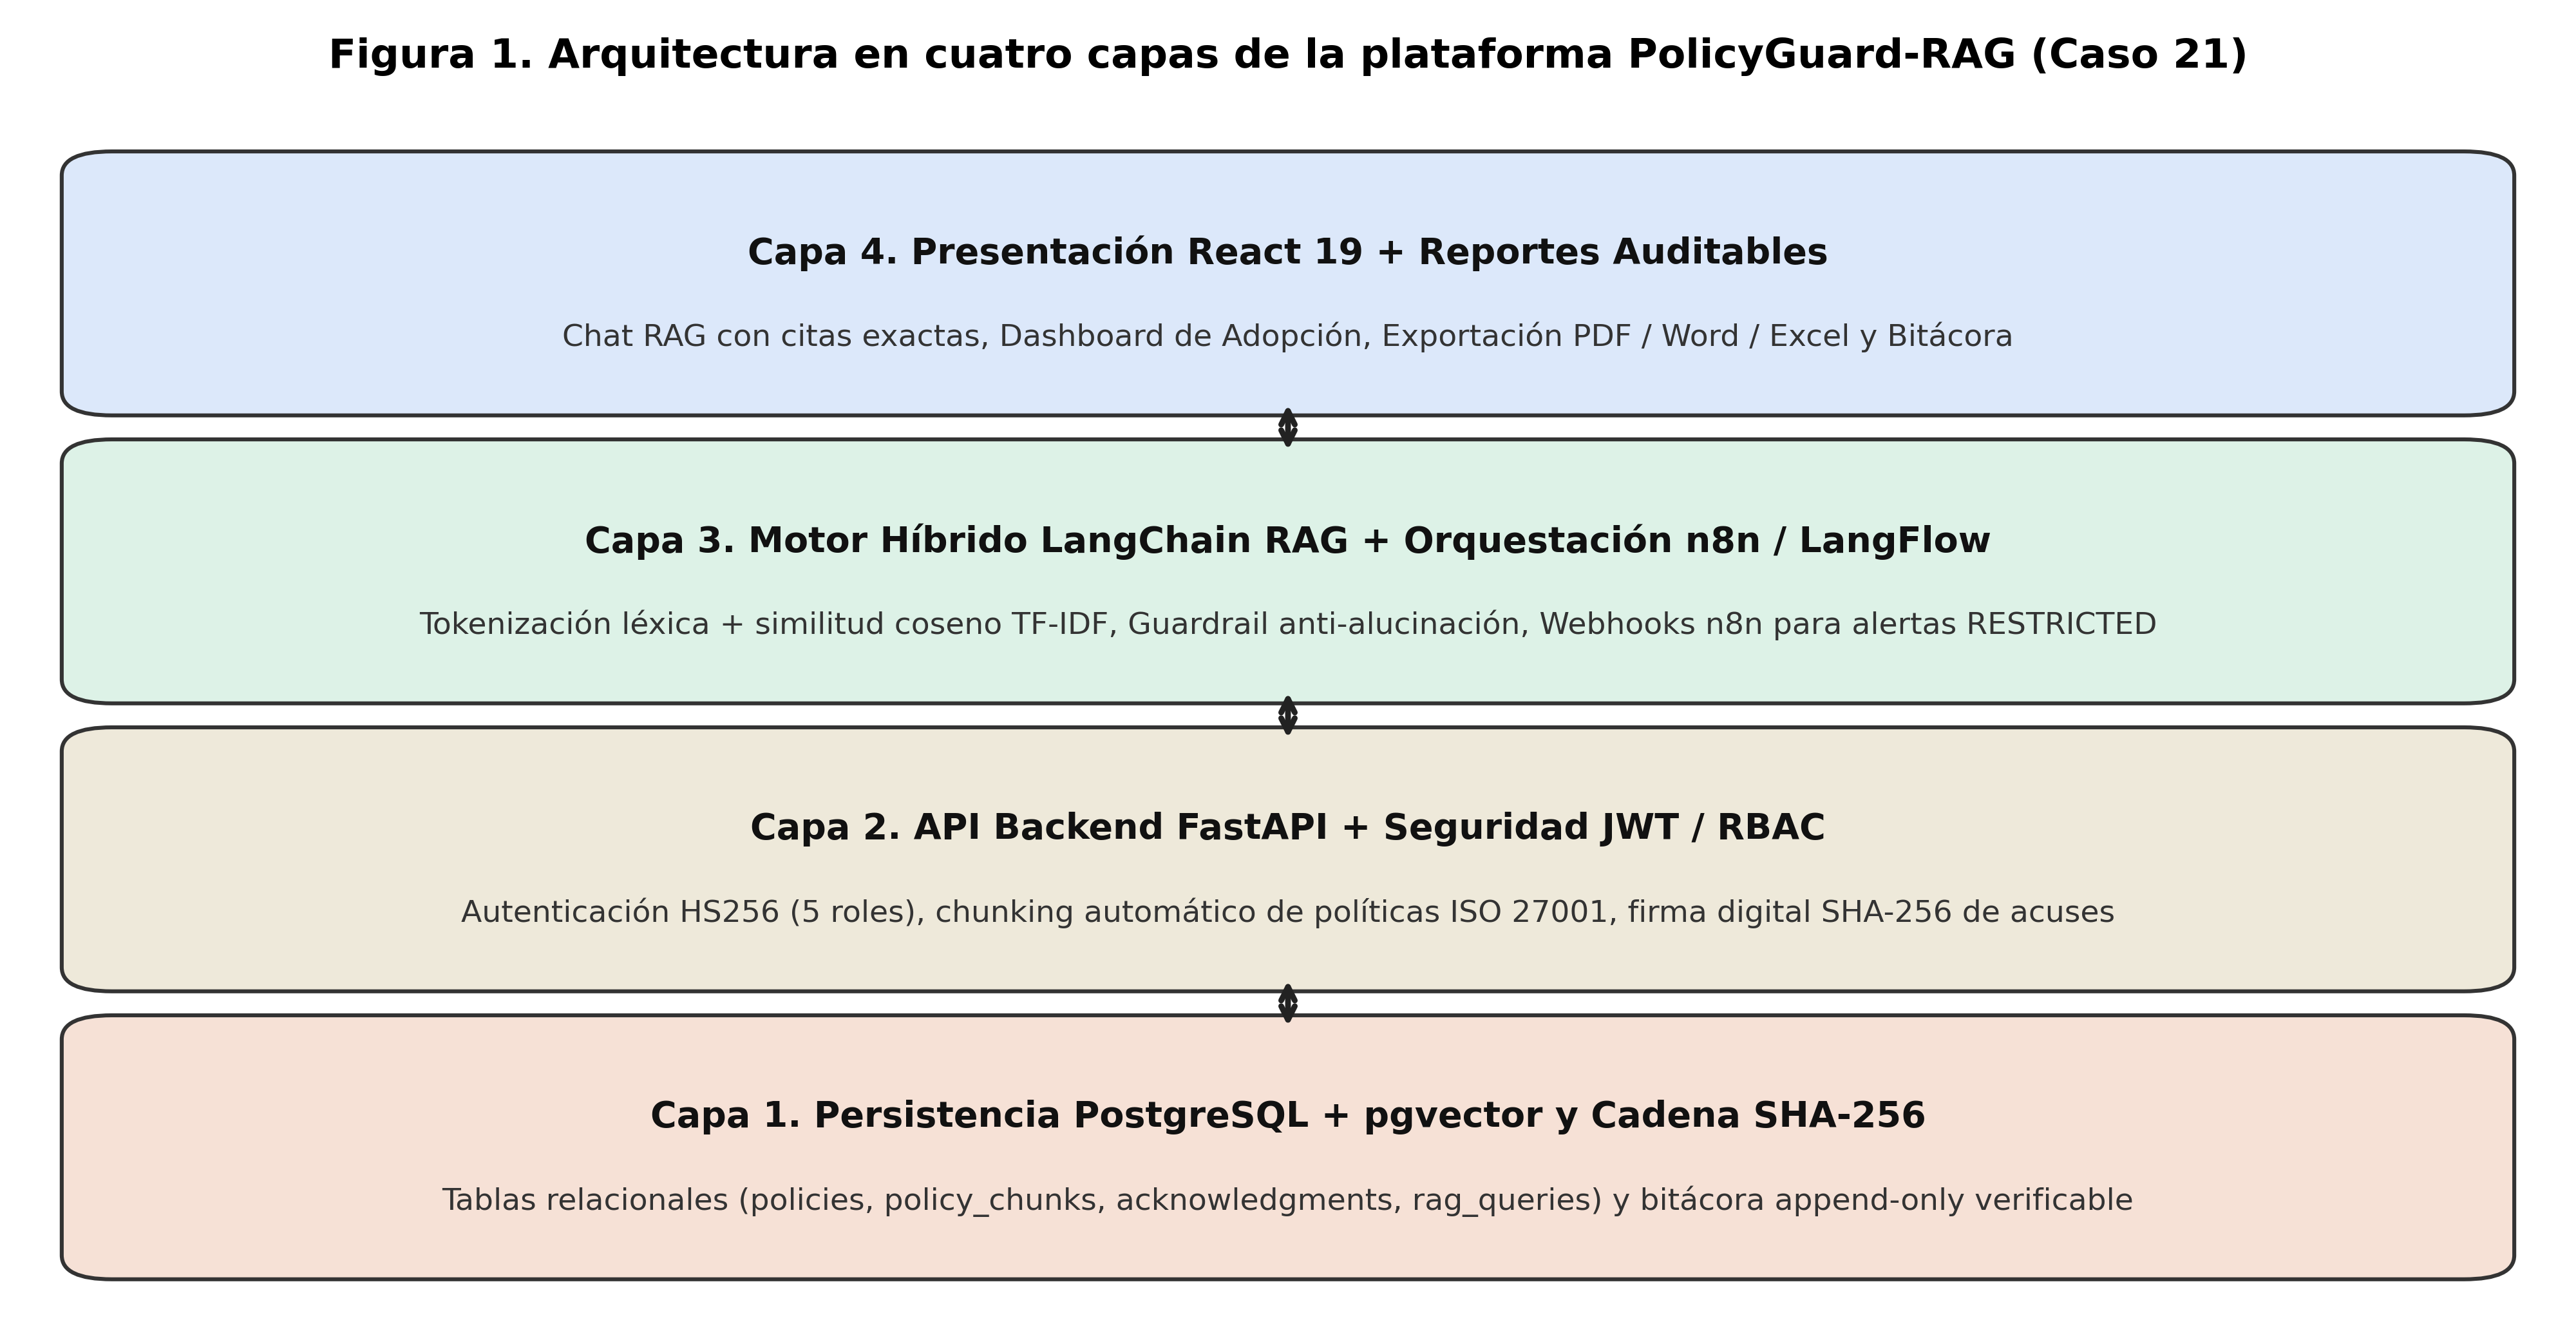 Figura 1. Arquitectura en cuatro capas de la plataforma PolicyGuard-RAG (Caso 21)
Capa 4. Presentación React 19 + Reportes Auditables
Chat RAG con citas exactas, Dashboard de Adopción, Exportación PDF / Word / Excel y Bitácora
Capa 3. Motor Híbrido LangChain RAG + Orquestación n8n / LangFlow
Tokenización léxica + similitud coseno TF-IDF, Guardrail anti-alucinación, Webhooks n8n para alertas RESTRICTED
Capa 2. API Backend FastAPI + Seguridad JWT / RBAC
Autenticación HS256 (5 roles), chunking automático de políticas ISO 27001, firma digital SHA-256 de acuses
Capa 1. Persistencia PostgreSQL + pgvector y Cadena SHA-256
Tablas relacionales (policies, policy_chunks, acknowledgments, rag_queries) y bitácora append-only verificable